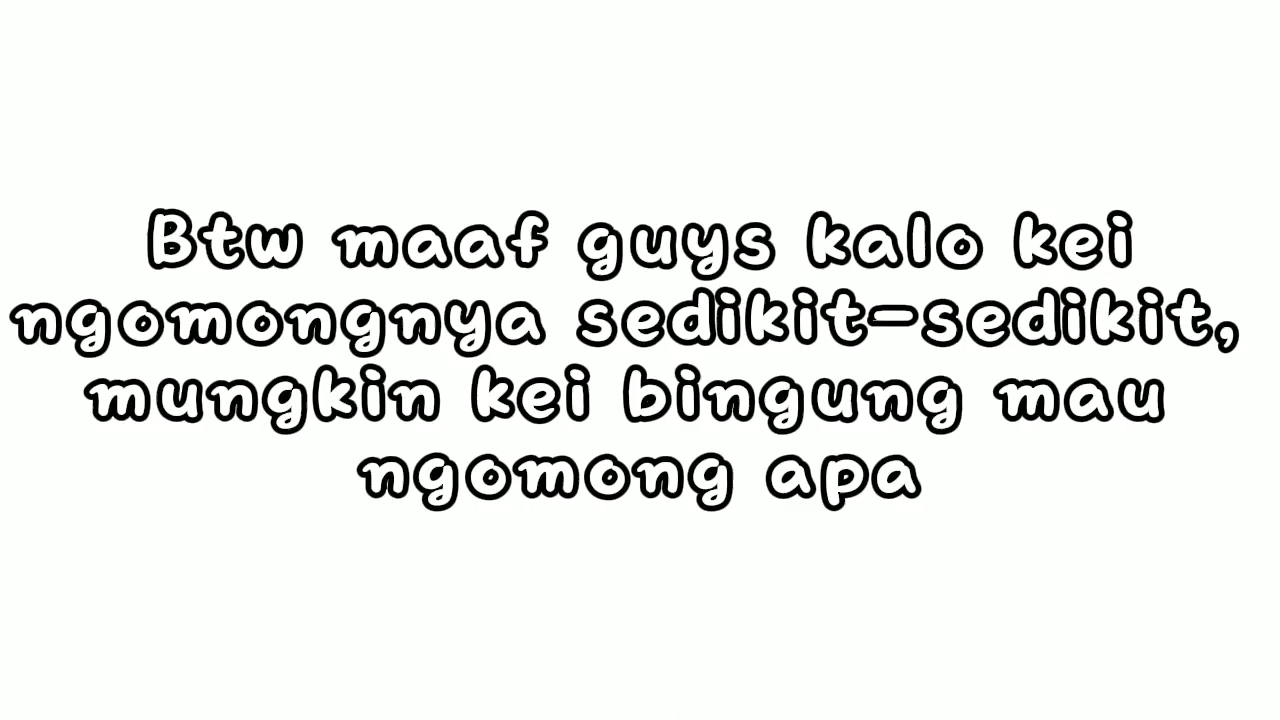 Btw maaf guys kalo kei
ngomongnya sedikit-sedikit,
mungkin kei bingung mau
ngomong apa